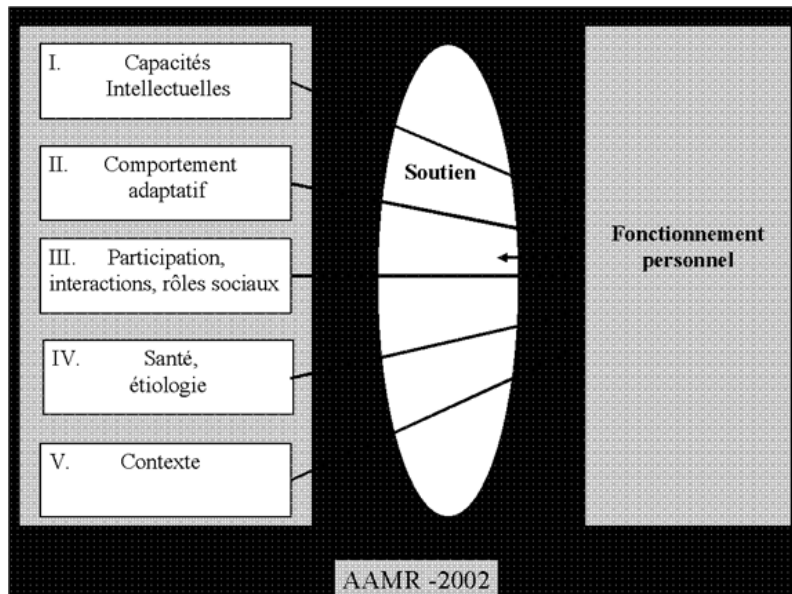 I. Capacités
Intellectuelles
II. Comportement
adaptatif
III. Participation,
interactions, rôles sociaux
IV. Santé,
étiologie
V. Contexte
Soutien
Fonctionnement
personnel
AAMR -2002